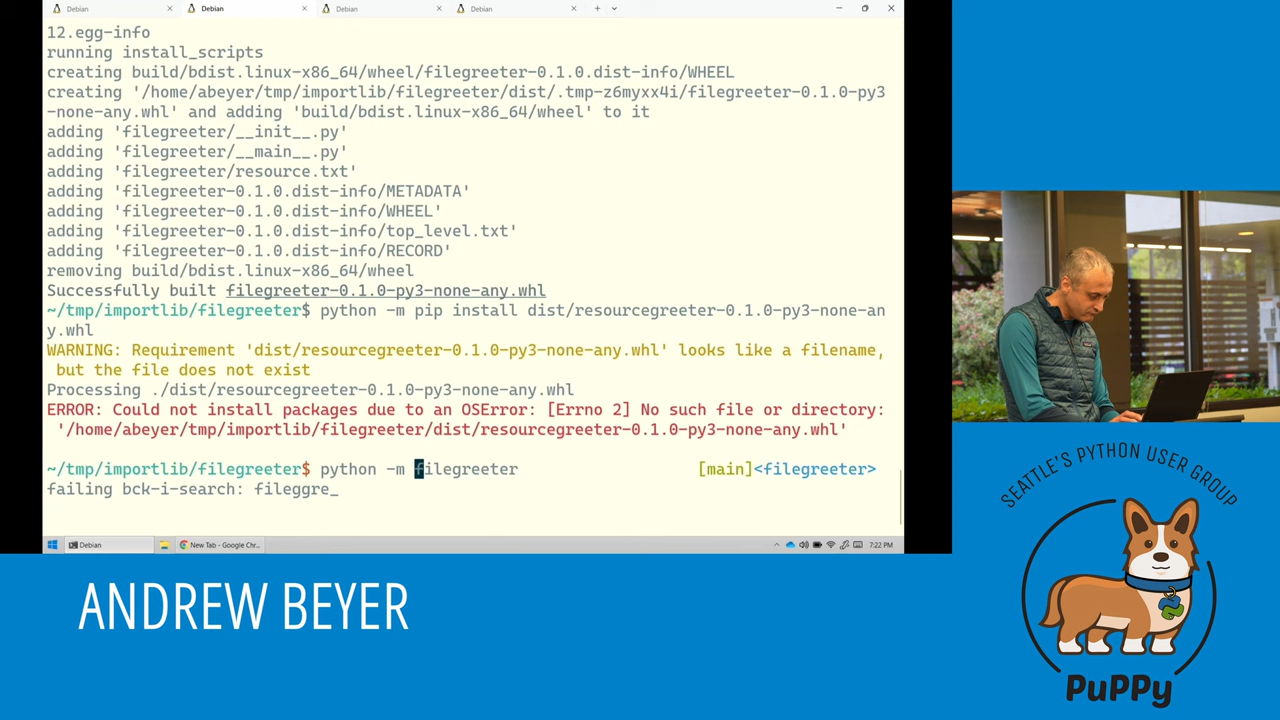 Debian
Debian
Debian
Debian
12.egg-info
running install_scripts
creating build/bdist.linux-x86_64/wheel/filegreeter-0.1.0.dist-info/WHEEL
creating '/home/abeyer/tmp/importlib/filegreeter/dist/.tmp-z6myxx4i/filegreeter-0.1.0-py3
-none-any.whl' and adding 'build/bdist.linux-x86_64/wheel' to it
adding 'filegreeter/__init__.py'
adding 'filegreeter/__main__.py'
adding 'filegreeter/resource.txt'
adding 'filegreeter-0.1.0.dist-info/METADATA'
adding 'filegreeter-0.1.0.dist-info/WHEEL'
adding 'filegreeter-0.1.0.dist-info/top_level.txt'
adding 'filegreeter-0.1.0.dist-info/RECORD'
removing build/bdist.linux-x86_64/wheel
Successfully built filegreeter-0.1.0-py3-none-any.whl
~/tmp/importlib/filegreeter$ python -m pip install dist/resourcegreeter-0.1.0-py3-none-an
y.whl
WARNING: Requirement 'dist/resourcegreeter-0.1.0-py3-none-any.whl' looks like a filename,
but the file does not exist
Processing ./dist/resourcegreeter-0.1.0-py3-none-any.whl
ERROR: Could not install packages due to an OSError: [Errno 2] No such file or directory:
'/home/abeyer/tmp/importlib/filegreeter/dist/resourcegreeter-0.1.0-py3-none-any.whl'
~/tmp/importlib/filegreeter$ python -m filegreeter [main]<filegreeter>
failing bck-i-search: fileggre_
Debian
New Tab - Google Chr...
7:22 PM
ANDREW BEYER
SEATTLE'S PYTHON USER GROUP
PuPPy